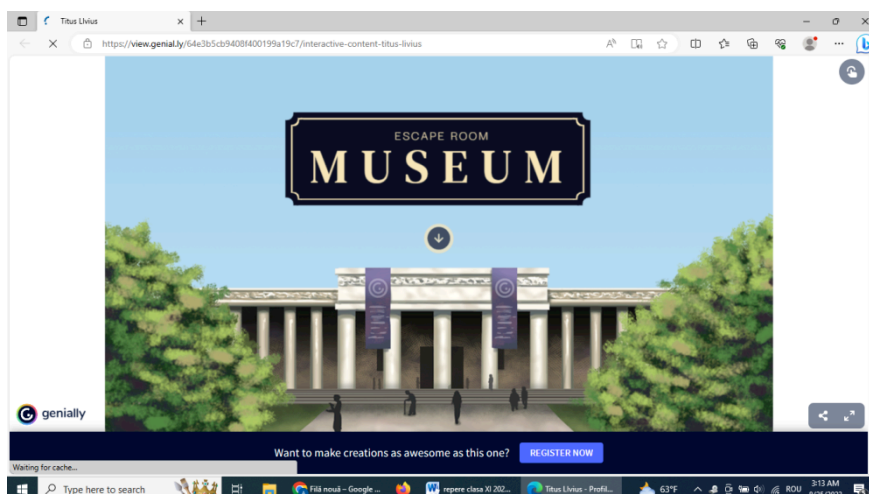 Titus LIvius
https://view.genial.ly/64e3b5cb9408f400199a19c7/interactive-content-titus-livius
ESCAPE ROOM
MUSEUM
genially
Want to make creations as awesome as this one?
REGISTER NOW
Waiting for cache...
Type here to search
Filă nouă – Google ...
repere clasa XI 202...
Titus LIvius - Profil...
63°F
ROU
3:13 AM